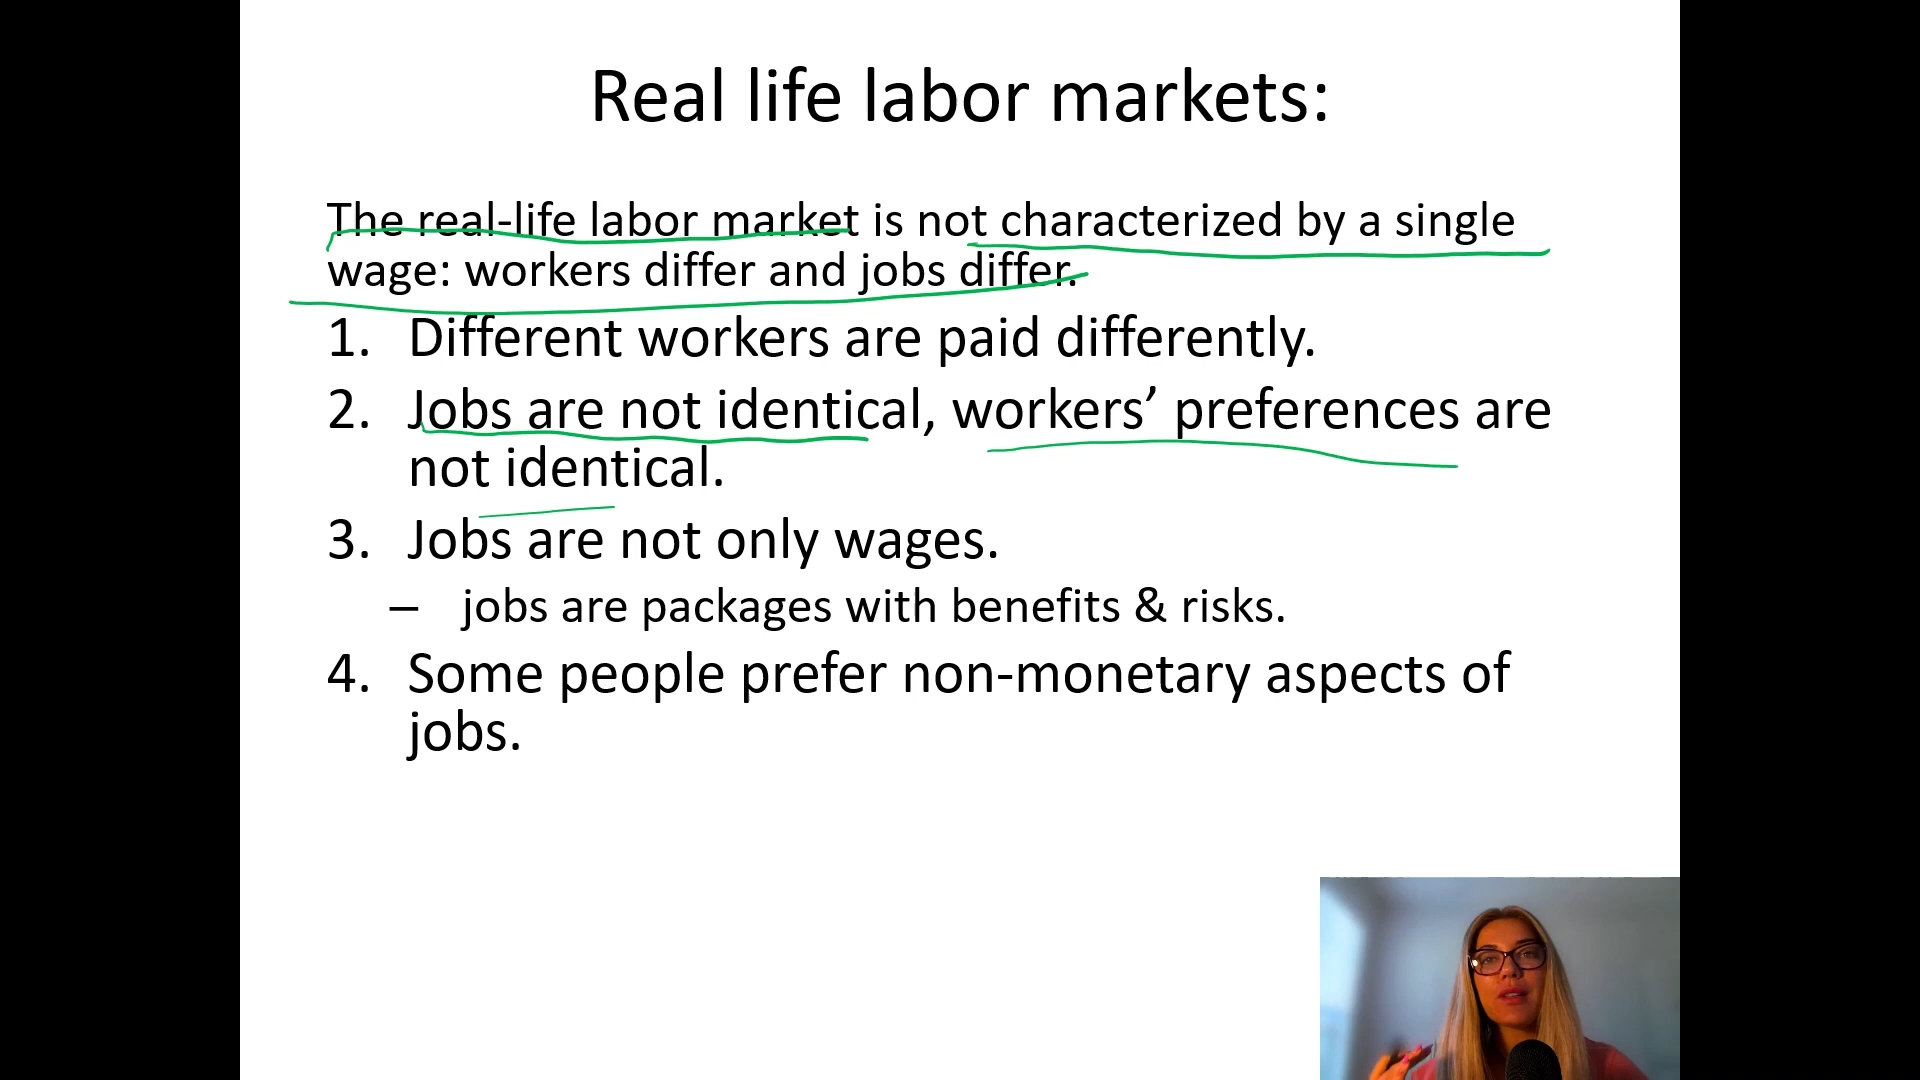 Real life labor markets:
The real-life labor market is not characterized by a single
wage: workers differ and jobs differ.
1. Different workers are paid differently.
2. Jobs are not identical, workers’ preferences are
not identical.
3. Jobs are not only wages.
– jobs are packages with benefits & risks.
4. Some people prefer non-monetary aspects of
jobs.